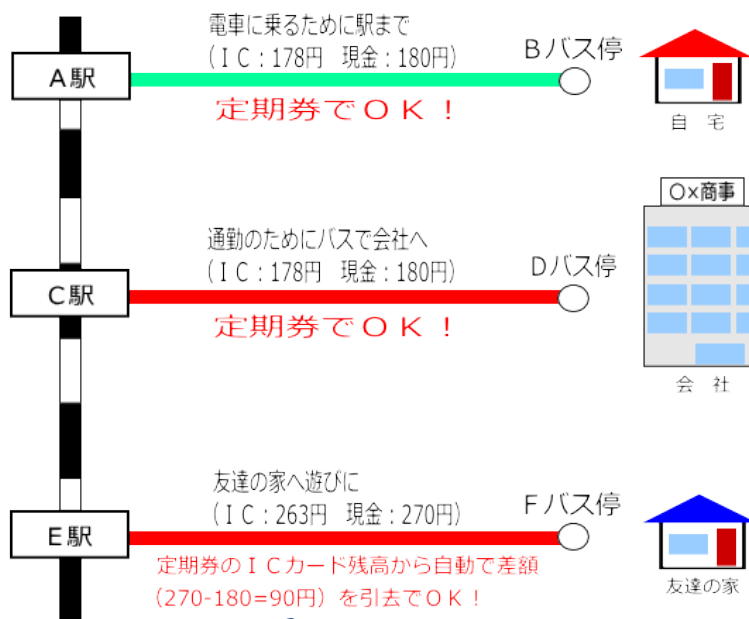 電車に乗るために駅まで
(IC:178円 現金:180円)
Bバス停
A駅
定期券でOK!
自 宅
○×商事
通勤のためにバスで会社へ
(IC:178円 現金:180円)
Dバス停
C駅
定期券でOK!
会 社
友達の家へ遊びに
(IC:263円 現金:270円)
Fバス停
E駅
定期券のICカード残高から自動で差額
(270-180=90円)を引去でOK!
友達の家